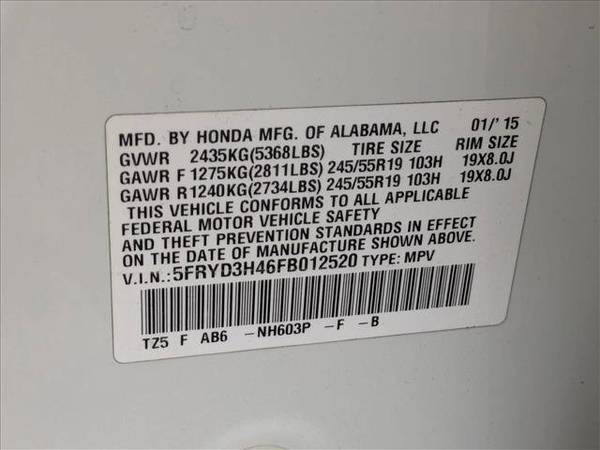 MFD. BY HONDA MFG. OF ALABAMA, LLC 01/' 15
GVWR 2435KG(5368LBS) TIRE SIZE RIM SIZE
GAWR F 1275KG(2811LBS) 245/55R19 103H 19X8.0J
GAWR R1240KG(2734LBS) 245/55R19 103H 19X8.0J
THIS VEHICLE CONFORMS TO ALL APPLICABLE
FEDERAL MOTOR VEHICLE SAFETY
AND THEFT PREVENTION STANDARDS IN EFFECT
ON THE DATE OF MANUFACTURE SHOWN ABOVE.
V.I.N.: 5FRYD3H46FB012520 TYPE: MPV
TZ5 F AB6 -NH603P -F -B